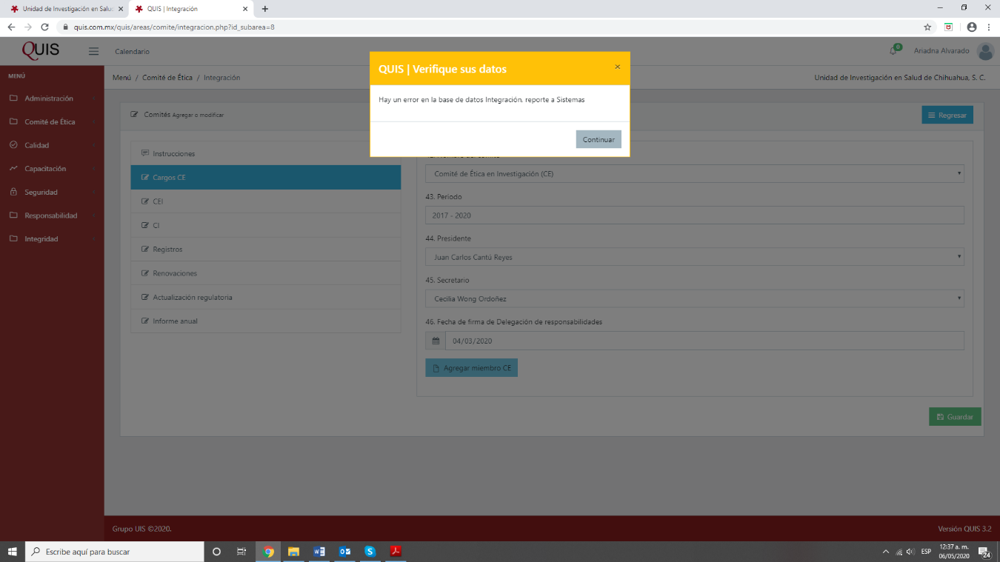 Unidad de Investigación en Salu
QUIS | Integración
quis.com.mx/quis/areas/comite/integracion.php?id_subarea=8
QUIS
Calendario
0
Ariadna Alvarado
MENÚ
Administración
Comité de Ética
Calidad
Capacitación
Seguridad
Responsabilidad
Integridad
Menú / Comité de Ética / Integración
Unidad de Investigación en Salud de Chihuahua, S. C.
QUIS | Verifique sus datos
×
Hay un error en la base de datos Integración, reporte a Sistemas
Continuar
Comités Agregar o modificar
Regresar
Instrucciones
Cargos CE
CEI
CI
Registros
Renovaciones
Actualización regulatoria
Informe anual
Comité de Ética en Investigación (CE)
43. Periodo
2017 - 2020
44. Presidente
Juan Carlos Cantú Reyes
45. Secretario
Cecilia Wong Ordoñez
46. Fecha de firma de Delegación de responsabilidades
04/03/2020
Agregar miembro CE
Guardar
Grupo UIS ©2020.
Versión QUIS 3.2
Escribe aquí para buscar
ESP
12:37 a. m.
06/05/2020
24